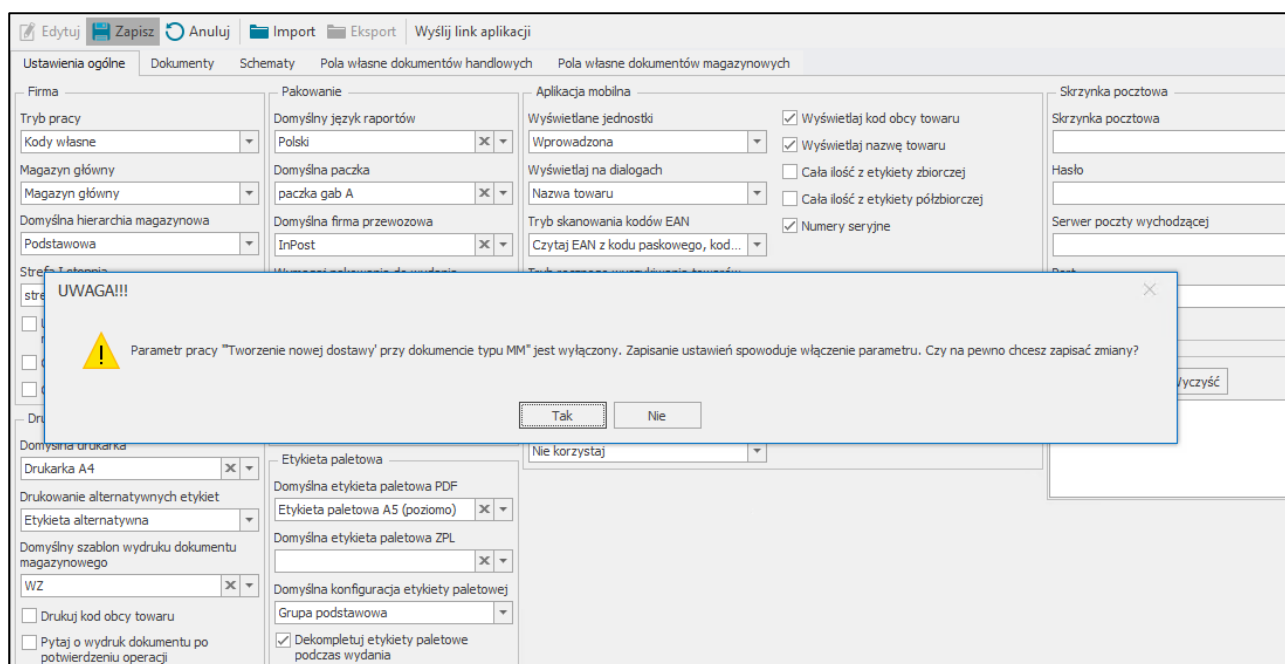 Edytuj Zapisz Anuluj Import Eksport Wyślij link aplikacji
Ustawienia ogólne Dokumenty Schematy Pola własne dokumentów handlowych Pola własne dokumentów magazynowych
Firma
Tryb pracy
Kody własne
Magazyn główny
Magazyn główny
Domyślna hierarchia magazynowa
Podstawowa
Pakowanie
Domyślny język raportów
Polski
Domyślna paczka
paczka gab A
Domyślna firma przewozowa
InPost
Aplikacja mobilna
Wyświetlane jednostki
Wprowadzona
Wyświetlaj na dialogach
Nazwa towaru
Tryb skanowania kodów EAN
Czytaj EAN z kodu paskowego, kod...
Wyświetlaj kod obcy towaru
Wyświetlaj nazwę towaru
Cała ilość z etykiety zbiorczej
Cała ilość z etykiety półzbiorczej
Numery seryjne
Skrzynka pocztowa
Skrzynka pocztowa
Hasło
Serwer poczty wychodzącej
UWAGA!!!
Parametr pracy "'Tworzenie nowej dostawy' przy dokumencie typu MM" jest wyłączony. Zapisanie ustawień spowoduje włączenie parametru. Czy na pewno chcesz zapisać zmiany?
Tak Nie
Domyślna drukarka
Drukarka A4
Drukowanie alternatywnych etykiet
Etykieta alternatywna
Domyślny szablon wydruku dokumentu
magazynowego
WZ
Drukuj kod obcy towaru
Pytaj o wydruk dokumentu po
potwierdzeniu operacji
Etykieta paletowa
Domyślna etykieta paletowa PDF
Etykieta paletowa A5 (poziomo)
Domyślna etykieta paletowa ZPL
Domyślna konfiguracja etykiety paletowej
Grupa podstawowa
Dekompletuj etykiety paletowe
podczas wydania
Nie korzystaj